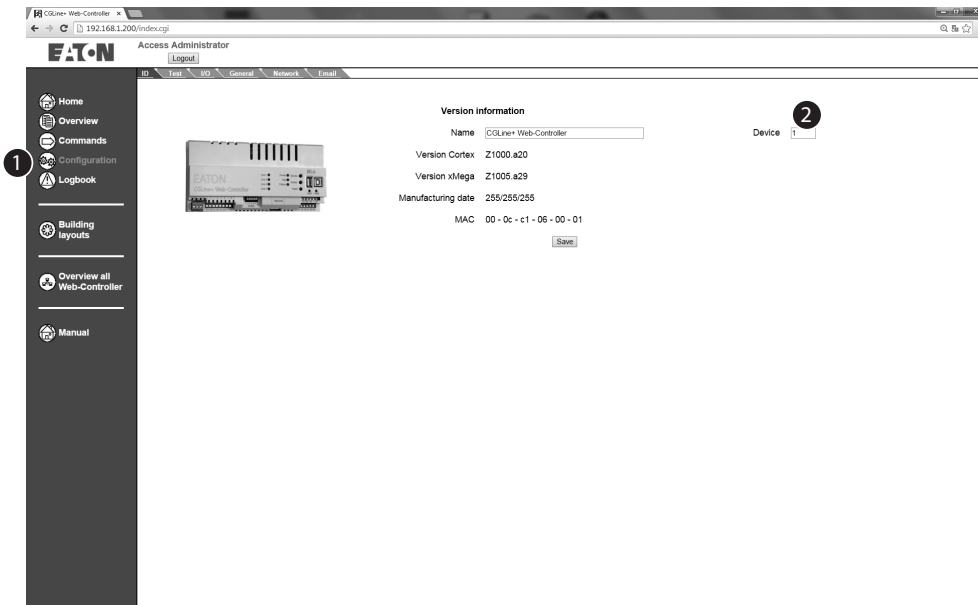 CGLine+ Web-Controller
192.168.1.200/index.cgi
EATON
Access Administrator
Logout
ID Test I/O General Network Email
1
Home
Overview
Commands
Configuration
Logbook
Building
layouts
Overview all
Web-Controller
Manual
EATON
CGLine+ Web-Controller
Version information
2
Name CGLine+ Web-Controller Device 1
Version Cortex Z1000.a20
Version xMega Z1005.a29
Manufacturing date 255/255/255
MAC 00 - 0c - c1 - 06 - 00 - 01
Save